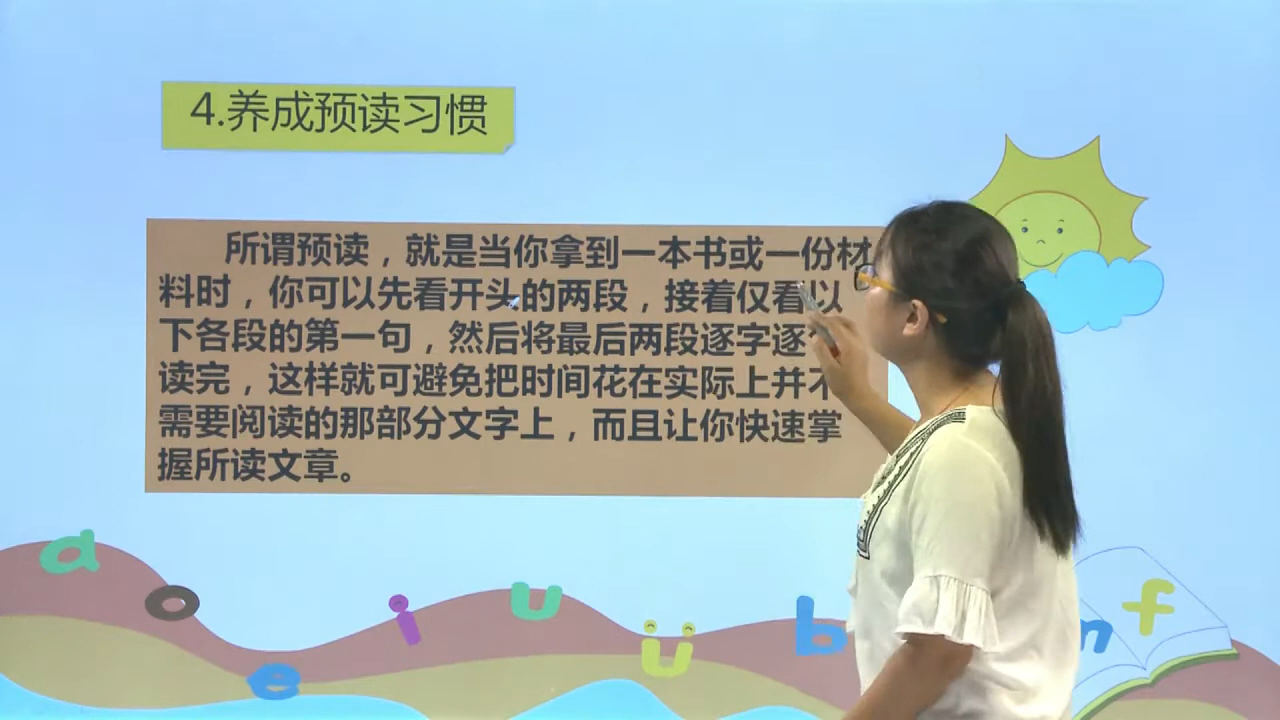 4.养成预读习惯
所谓预读，就是当你拿到一本书或一份材
料时，你可以先看开头的两段，接着仅看以
下各段的第一句，然后将最后两段逐字逐
读完，这样就可避免把时间花在实际上并不
需要阅读的那部分文字上，而且让你快速掌
握所读文章。
a
o
e
i
u
ü
b
m
f